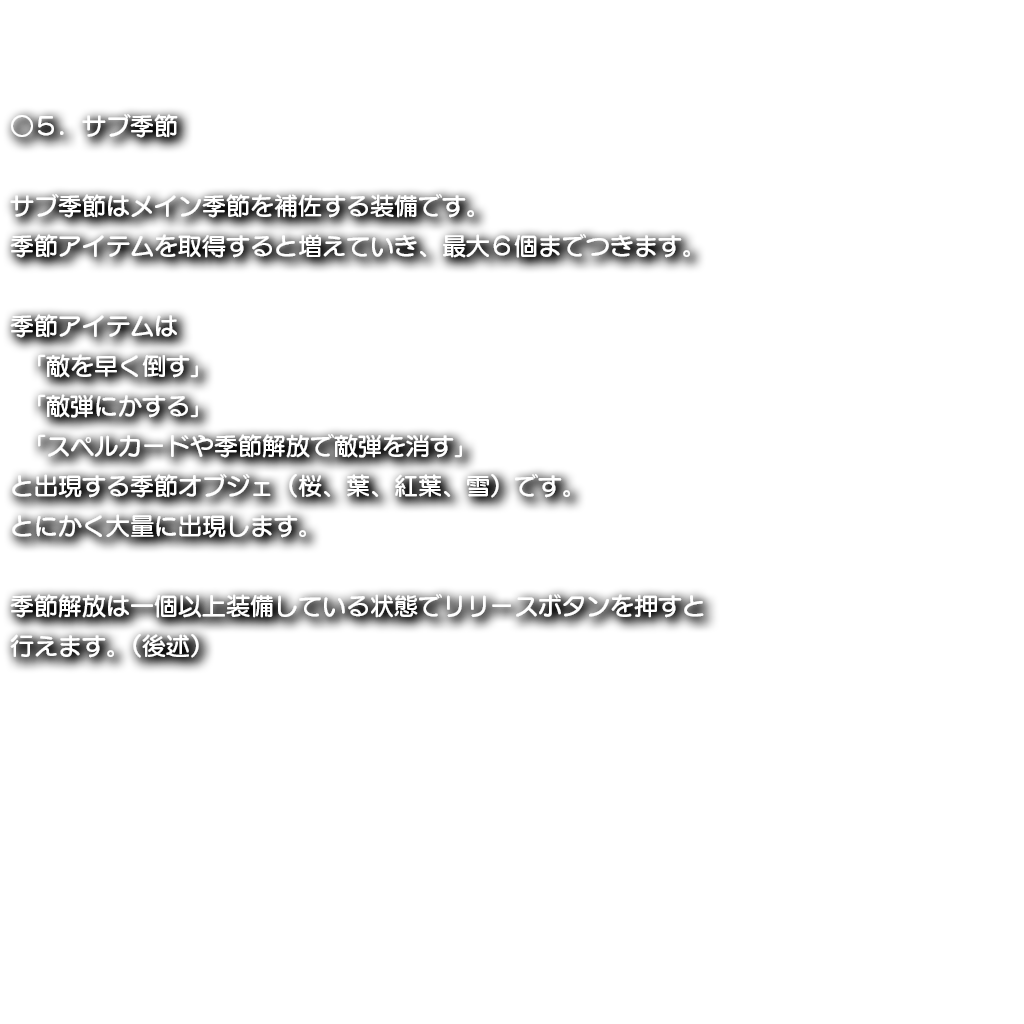 ○５．サブ季節
サブ季節はメイン季節を補佐する装備です。
季節アイテムを取得すると増えていき、最大６個までつきます。
季節アイテムは
「敵を早く倒す」
「敵弾にかする」
「スペルカードや季節解放で敵弾を消す」
と出現する季節オブジェ（桜、葉、紅葉、雪）です。
とにかく大量に出現します。
季節解放は一個以上装備している状態でリリースボタンを押すと
行えます。（後述）